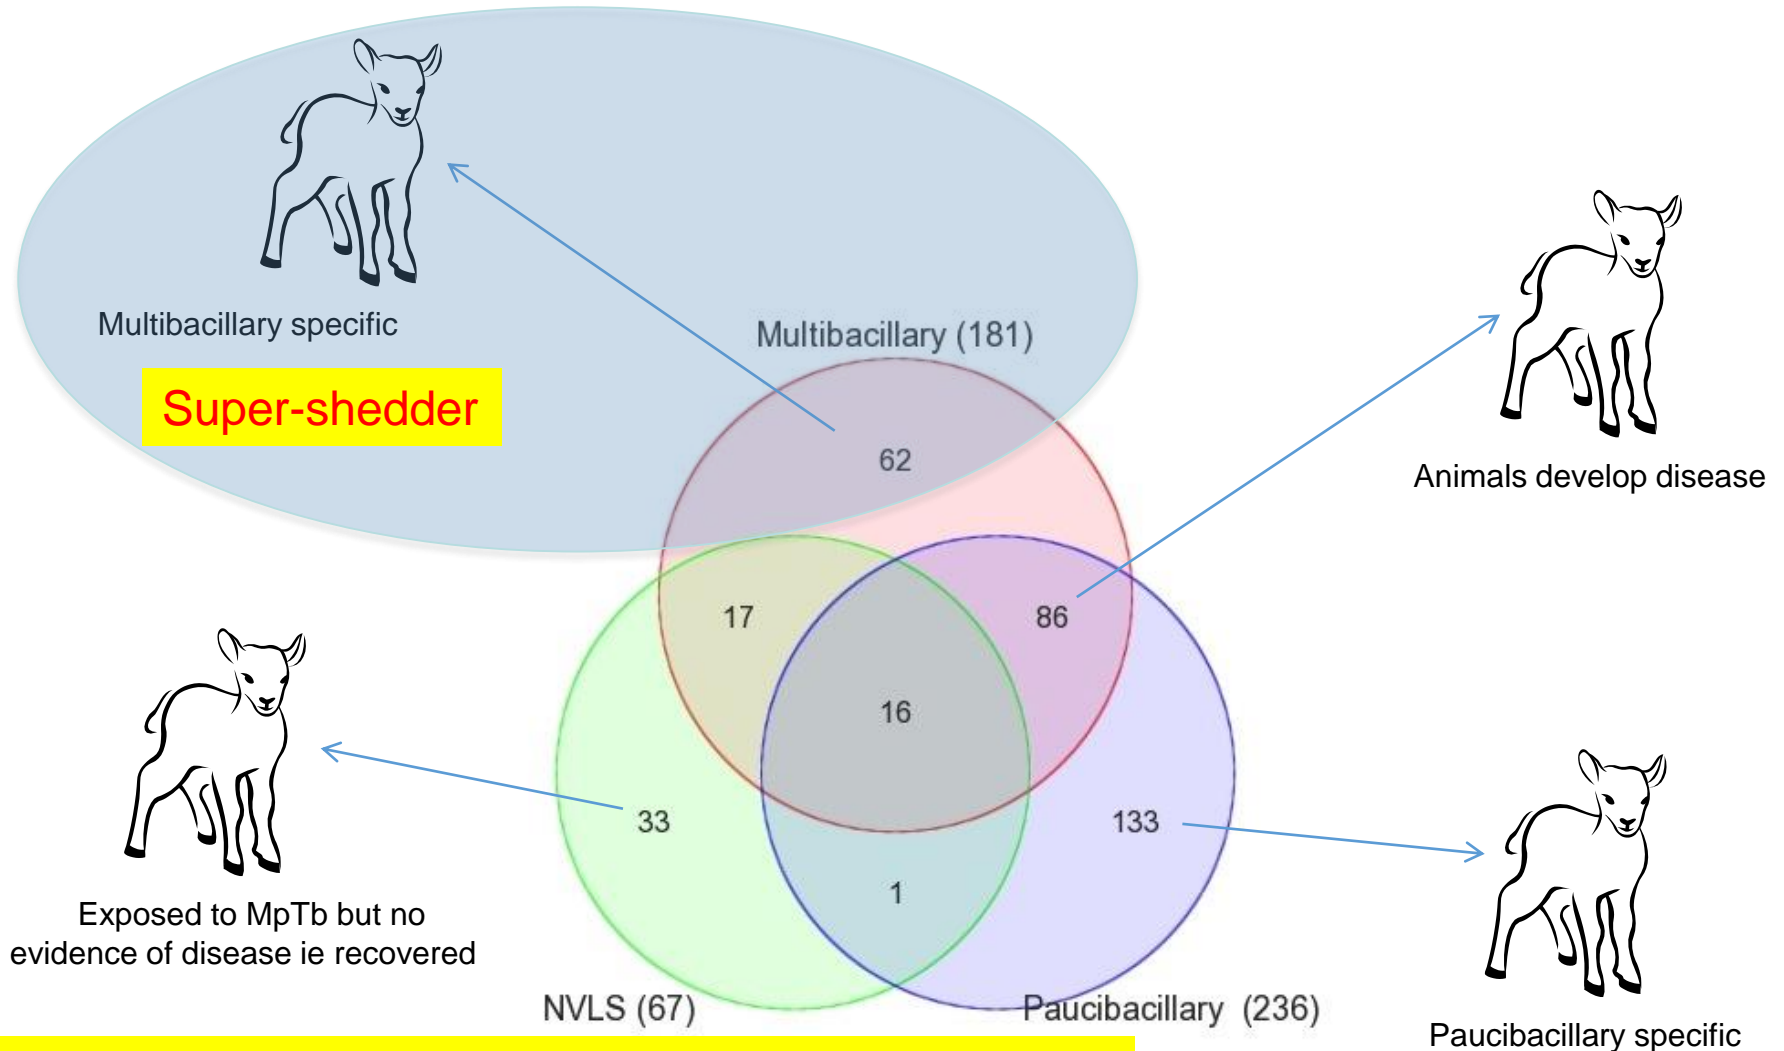 Multibacillary specific
Super-shedder
Multibacillary (181)
62
Animals develop disease
17
86
16
33
133
1
Exposed to MpTb but no
evidence of disease ie recovered
NVLS (67)
Paucibacillary (236)
Paucibacillary specific